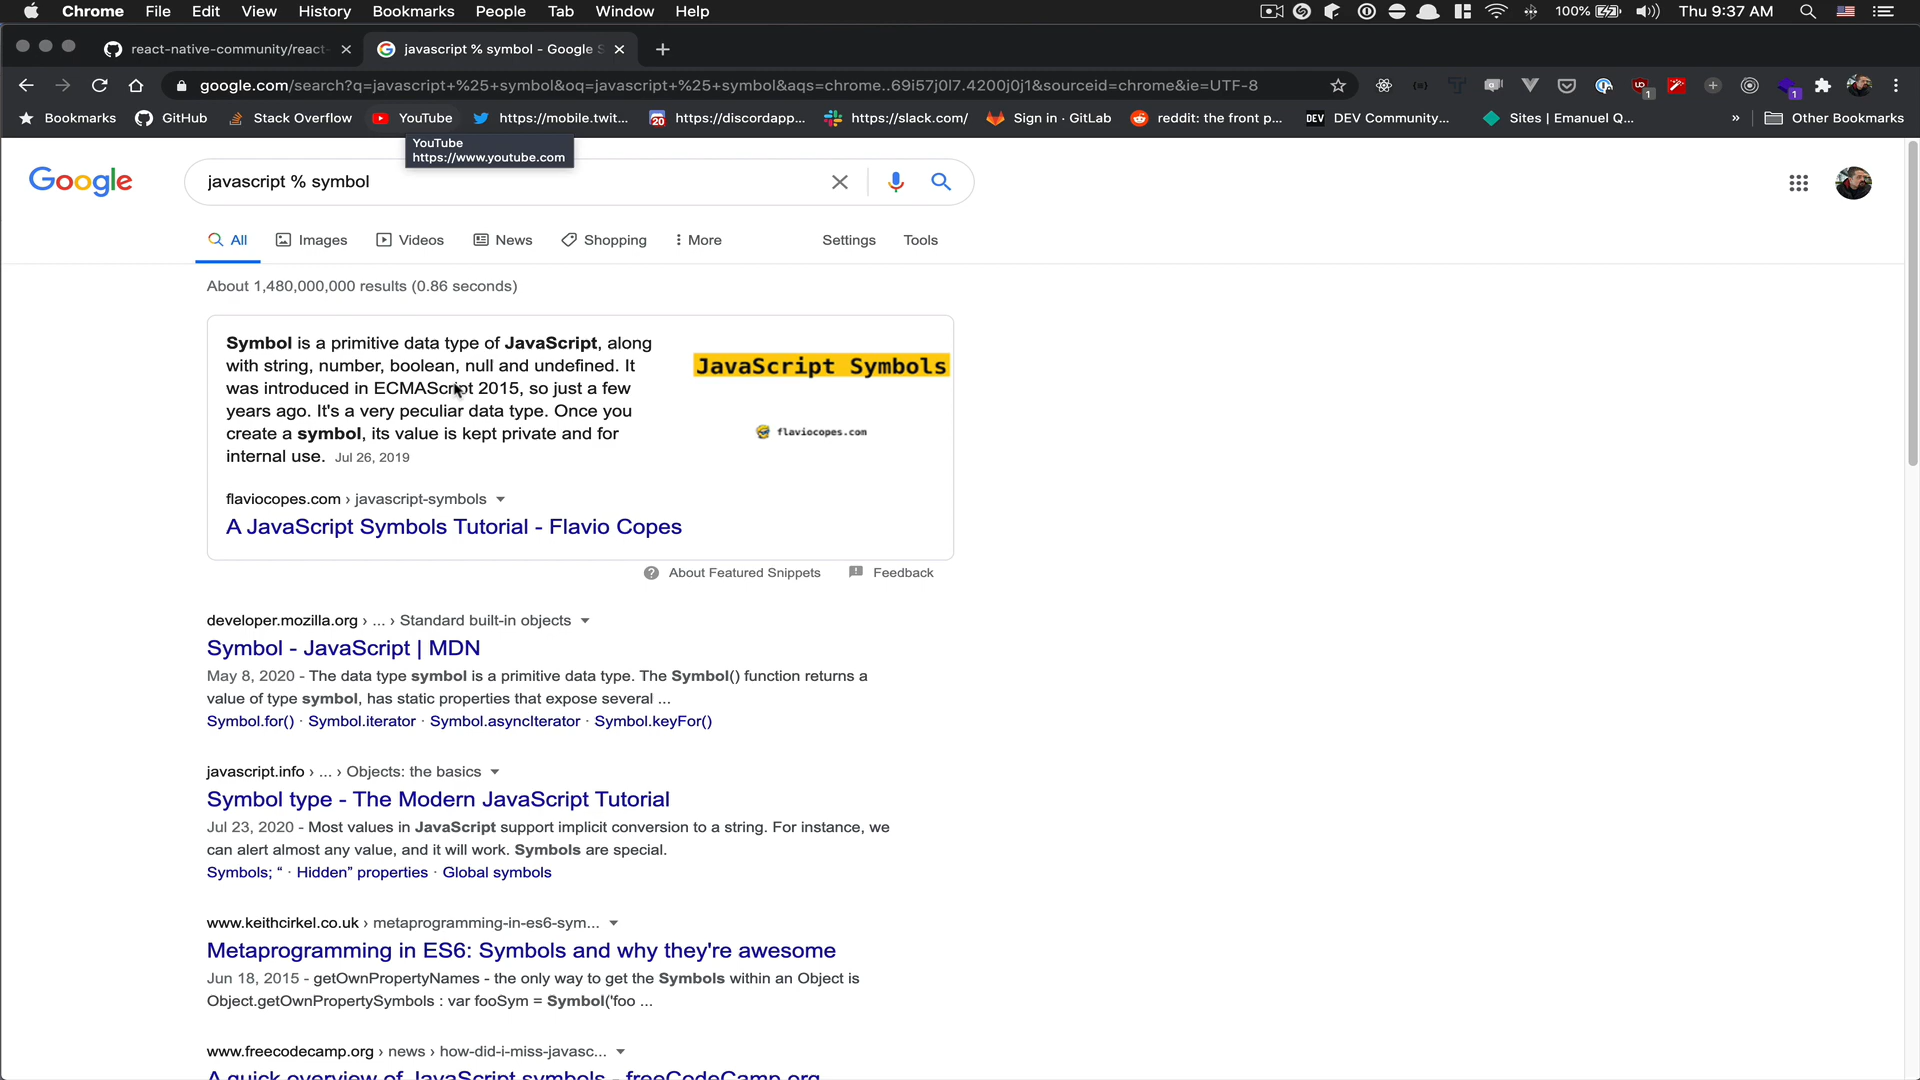 Chrome File Edit View History Bookmarks People Tab Window Help 100% Thu 9:37 AM
react-native-community/react- javascript % symbol - Google S
google.com/search?q=javascript+%25+symbol&oq=javascript+%25+symbol&aqs=chrome..69i57j0l7.4200j0j1&sourceid=chrome&ie=UTF-8
Bookmarks GitHub Stack Overflow YouTube https://mobile.twit... 20 https://discordapp... https://slack.com/ Sign in · GitLab reddit: the front p... DEV DEV Community... Sites | Emanuel Q... » Other Bookmarks
YouTube
https://www.youtube.com
Google javascript % symbol
All Images Videos News Shopping More Settings Tools
About 1,480,000,000 results (0.86 seconds)
Symbol is a primitive data type of JavaScript, along
with string, number, boolean, null and undefined. It
was introduced in ECMAScript 2015, so just a few
years ago. It's a very peculiar data type. Once you
create a symbol, its value is kept private and for
internal use. Jul 26, 2019
JavaScript Symbols
flaviocopes.com
flaviocopes.com › javascript-symbols
A JavaScript Symbols Tutorial - Flavio Copes
About Featured Snippets Feedback
developer.mozilla.org › ... › Standard built-in objects
Symbol - JavaScript | MDN
May 8, 2020 - The data type symbol is a primitive data type. The Symbol() function returns a
value of type symbol, has static properties that expose several ...
Symbol.for() · Symbol.iterator · Symbol.asyncIterator · Symbol.keyFor()
javascript.info › ... › Objects: the basics
Symbol type - The Modern JavaScript Tutorial
Jul 23, 2020 - Most values in JavaScript support implicit conversion to a string. For instance, we
can alert almost any value, and it will work. Symbols are special.
Symbols; “ · Hidden” properties · Global symbols
www.keithcirkel.co.uk › metaprogramming-in-es6-sym...
Metaprogramming in ES6: Symbols and why they're awesome
Jun 18, 2015 - getOwnPropertyNames - the only way to get the Symbols within an Object is
Object.getOwnPropertySymbols : var fooSym = Symbol('foo ...
www.freecodecamp.org › news › how-did-i-miss-javasc...
A quick overview of JavaScript symbols - freeCodeCamp.org